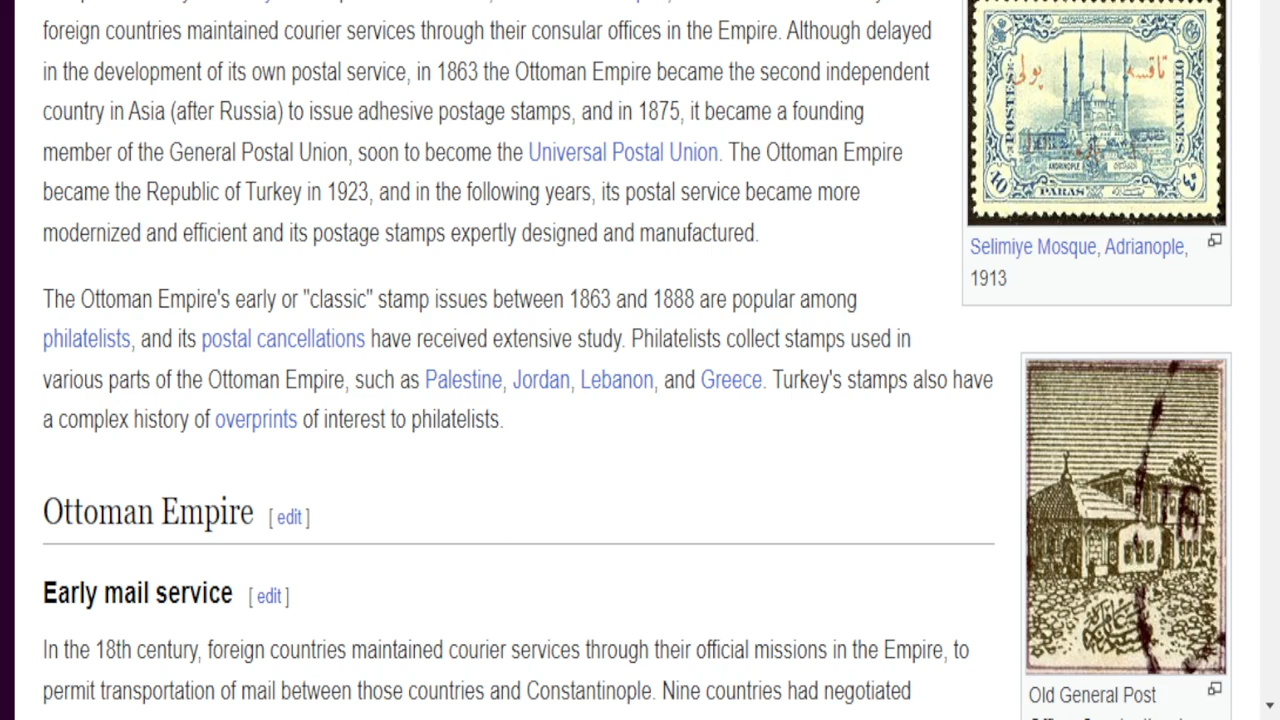 foreign countries maintained courier services through their consular offices in the Empire. Although delayed
in the development of its own postal service, in 1863 the Ottoman Empire became the second independent
country in Asia (after Russia) to issue adhesive postage stamps, and in 1875, it became a founding
member of the General Postal Union, soon to become the Universal Postal Union. The Ottoman Empire
became the Republic of Turkey in 1923, and in the following years, its postal service became more
modernized and efficient and its postage stamps expertly designed and manufactured.
The Ottoman Empire's early or "classic" stamp issues between 1863 and 1888 are popular among
philatelists, and its postal cancellations have received extensive study. Philatelists collect stamps used in
various parts of the Ottoman Empire, such as Palestine, Jordan, Lebanon, and Greece. Turkey's stamps also have
a complex history of overprints of interest to philatelists.
Ottoman Empire [ edit ]
Early mail service [ edit ]
In the 18th century, foreign countries maintained courier services through their official missions in the Empire, to
permit transportation of mail between those countries and Constantinople. Nine countries had negotiated
POSTES
OTTOMANES
ANDRINOPLE
10 PARAS
Selimiye Mosque, Adrianople,
1913
Old General Post